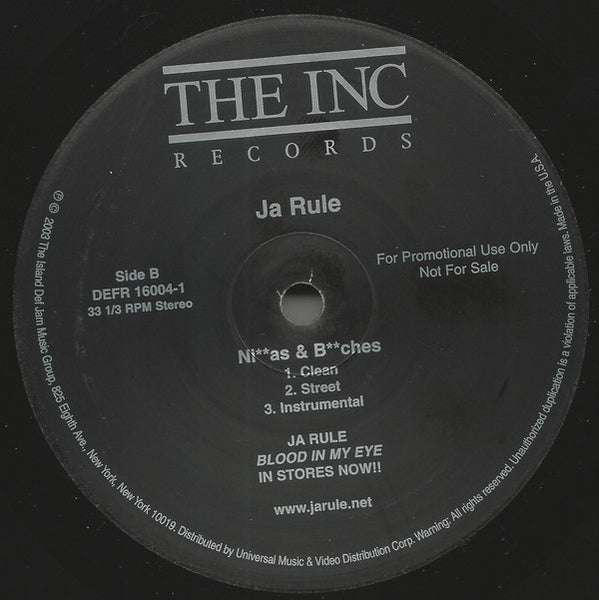 THE INC
RECORDS
Ja Rule
Side B
DEFR 16004-1
33 1/3 RPM Stereo
For Promotional Use Only
Not For Sale
Ni**as & B**ches
1. Clean
2. Street
3. Instrumental
JA RULE
BLOOD IN MY EYE
IN STORES NOW!!
www.jarule.net
℗ © 2003 The Island Def Jam Music Group, 825 Eighth Ave., New York, New York 10019. Distributed by Universal Music & Video Distribution Corp. Warning: All rights reserved. Unauthorized duplication is a violation of applicable laws. Made in the U.S.A.